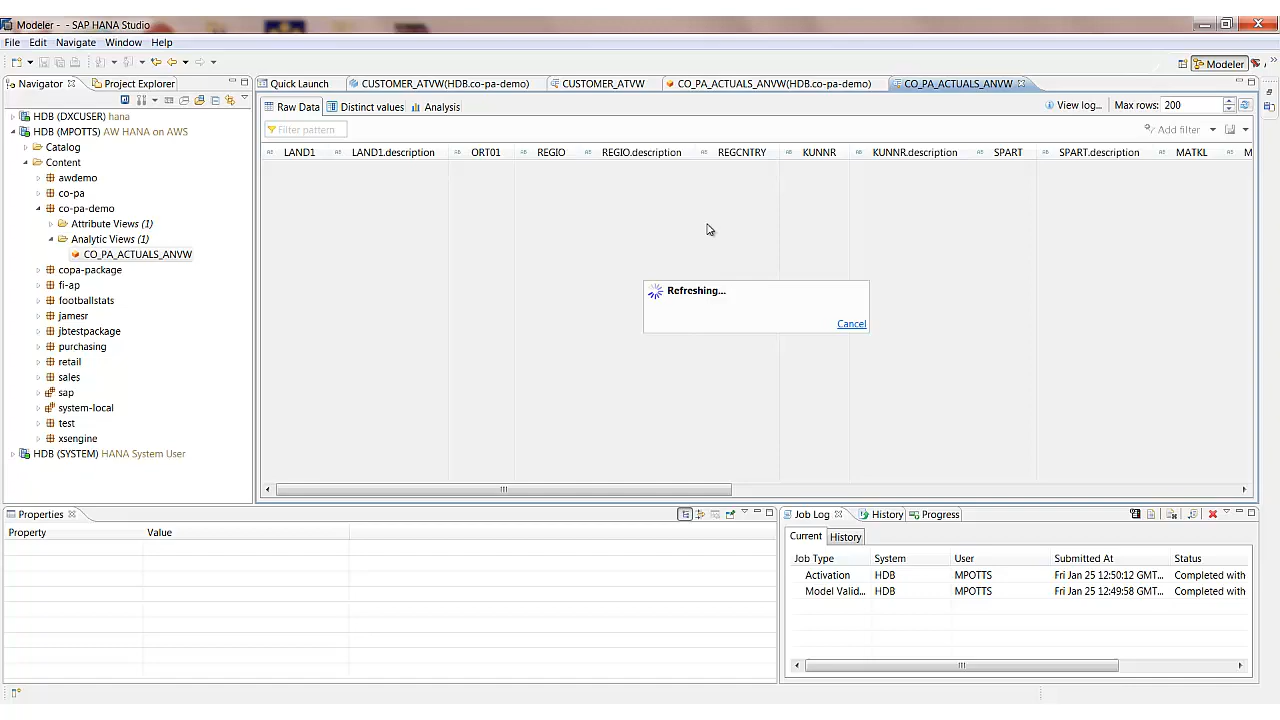 Modeler - - SAP HANA Studio
File Edit Navigate Window Help
Modeler
Navigator Project Explorer
Quick Launch CUSTOMER_ATVW(HDB.co-pa-demo) CUSTOMER_ATVW CO_PA_ACTUALS_ANVW(HDB.co-pa-demo) CO_PA_ACTUALS_ANVW
Raw Data Distinct values Analysis View log... Max rows: 200
Filter pattern Add filter
LAND1 LAND1.description ORT01 REGIO REGIO.description REGCNTRY KUNNR KUNNR.description SPART SPART.description MATKL M
HDB (DXCUSER) hana
HDB (MPOTTS) AW HANA on AWS
Catalog
Content
awdemo
co-pa
co-pa-demo
Attribute Views (1)
Analytic Views (1)
CO_PA_ACTUALS_ANVW
copa-package
fi-ap
footballstats
jamesr
jbtestpackage
purchasing
retail
sales
sap
system-local
test
xsengine
HDB (SYSTEM) HANA System User
Refreshing...
Cancel
Properties
Property Value
Job Log History Progress
Current History
Job Type System User Submitted At Status
Activation HDB MPOTTS Fri Jan 25 12:50:12 GMT... Completed with
Model Valid... HDB MPOTTS Fri Jan 25 12:49:58 GMT... Completed with